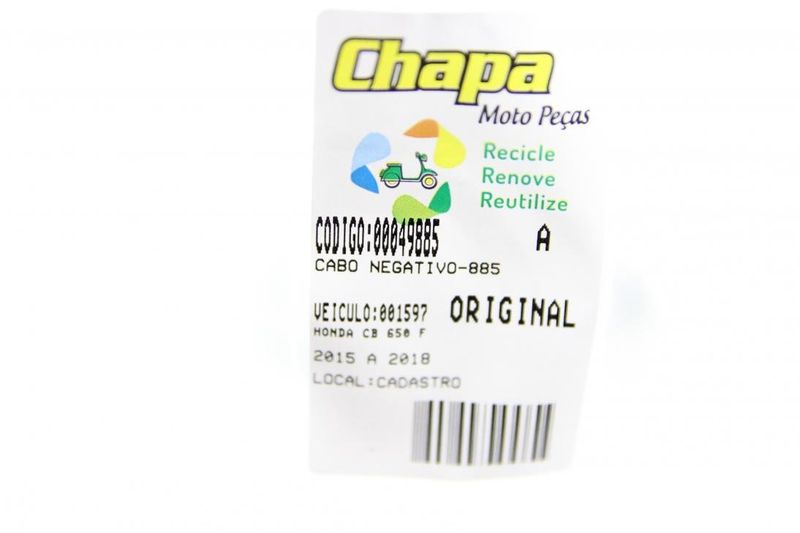 Chapa
Moto Peças
Recicle
Renove
Reutilize
CODIGO:00049885 A
CABO NEGATIVO-885
VEICULO:001597 ORIGINAL
HONDA CB 650 F
2015 A 2018
LOCAL:CADASTRO